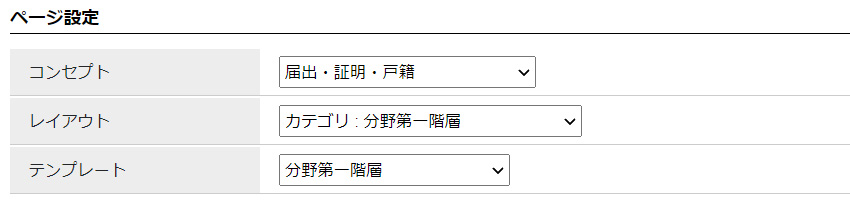 ページ設定
コンセプト 届出・証明・戸籍
レイアウト カテゴリ : 分野第一階層
テンプレート 分野第一階層